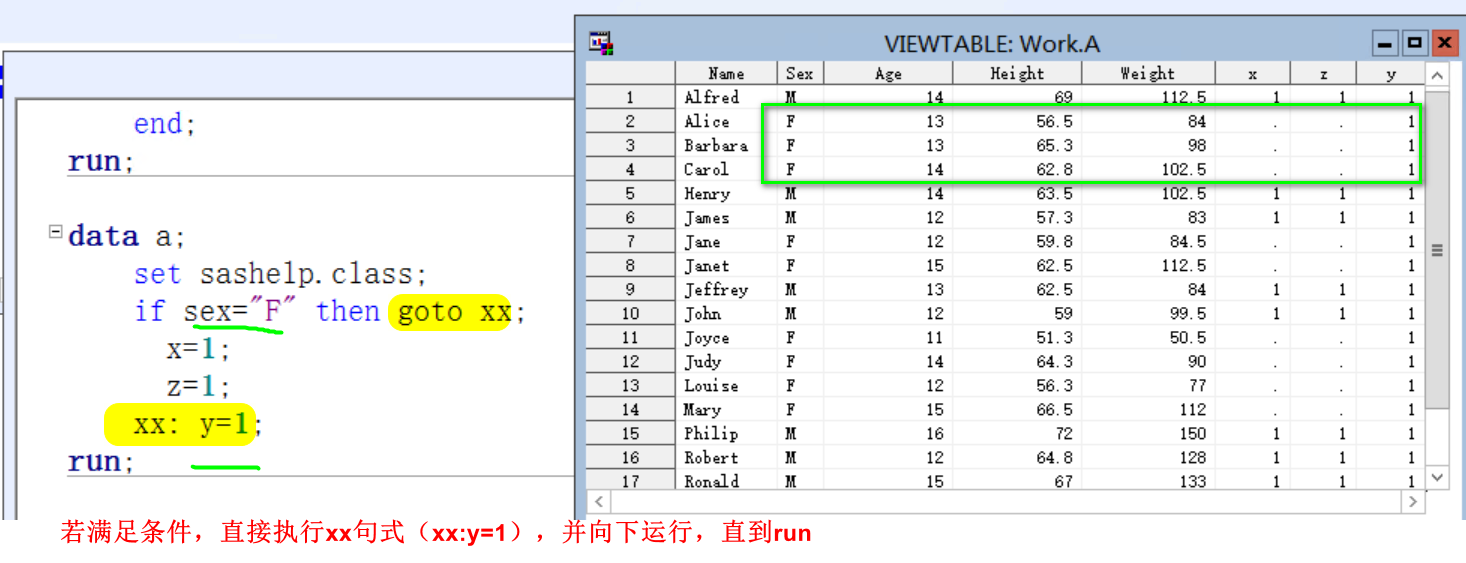 end;
run;
data a;
set sashelp.class;
if sex="F" then goto xx;
x=1;
z=1;
xx: y=1;
run;
VIEWTABLE: Work.A
Name Sex Age Height Weight x z y
1 Alfred M 14 69 112.5 1 1 1
2 Alice F 13 56.5 84 . . 1
3 Barbara F 13 65.3 98 . . 1
4 Carol F 14 62.8 102.5 . . 1
5 Henry M 14 63.5 102.5 1 1 1
6 James M 12 57.3 83 1 1 1
7 Jane F 12 59.8 84.5 . . 1
8 Janet F 15 62.5 112.5 . . 1
9 Jeffrey M 13 62.5 84 1 1 1
10 John M 12 59 99.5 1 1 1
11 Joyce F 11 51.3 50.5 . . 1
12 Judy F 14 64.3 90 . . 1
13 Louise F 12 56.3 77 . . 1
14 Mary F 15 66.5 112 . . 1
15 Philip M 16 72 150 1 1 1
16 Robert M 12 64.8 128 1 1 1
17 Ronald M 15 67 133 1 1 1
若满足条件，直接执行xx句式（xx:y=1），并向下运行，直到run